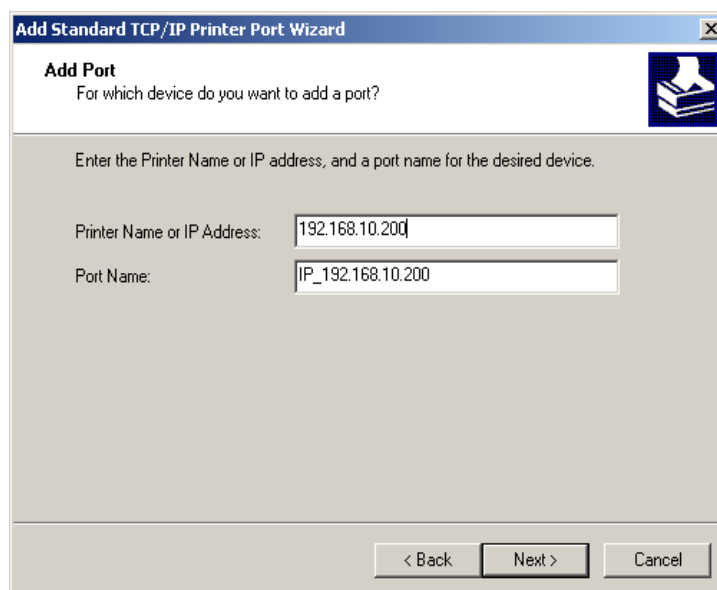 Add Standard TCP/IP Printer Port Wizard
Add Port
For which device do you want to add a port?
Enter the Printer Name or IP address, and a port name for the desired device.
Printer Name or IP Address: 192.168.10.200
Port Name: IP_192.168.10.200
< Back Next > Cancel